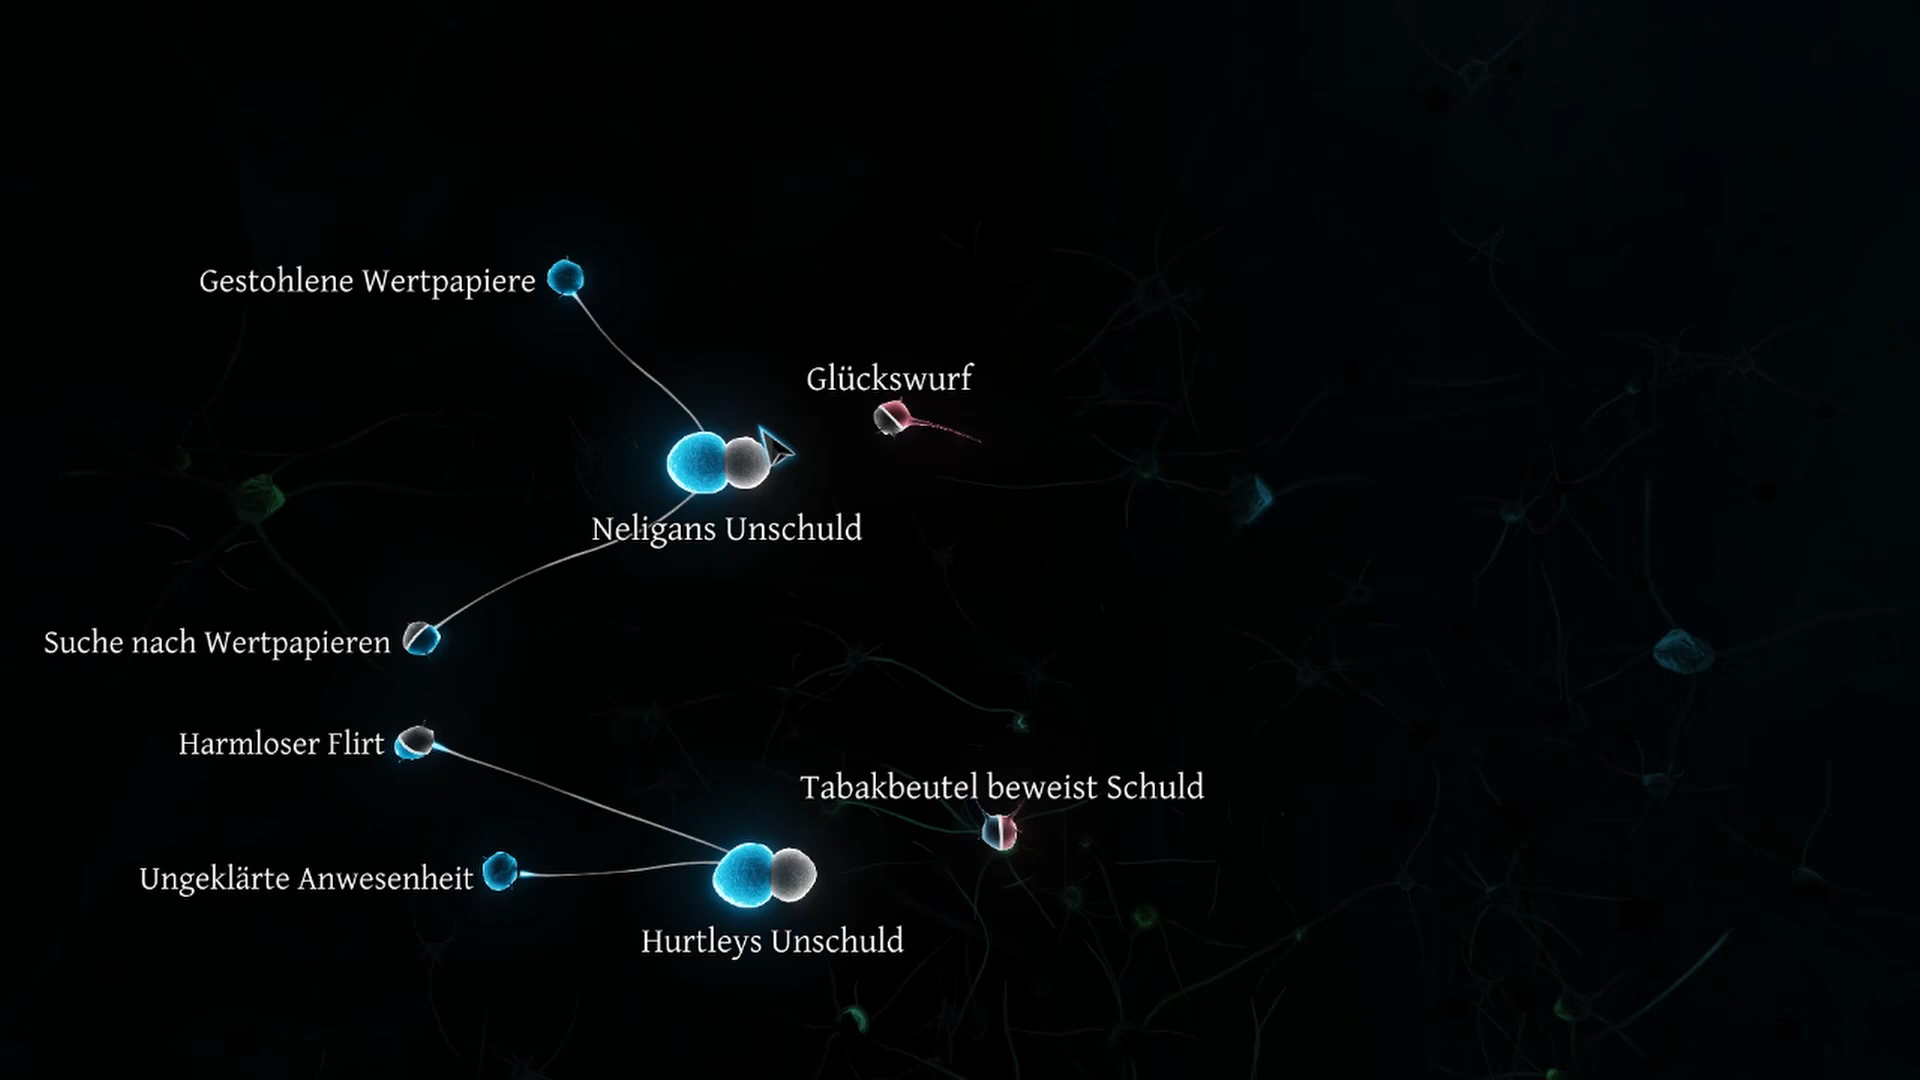 Gestohlene Wertpapiere
Glückswurf
Neligans Unschuld
Suche nach Wertpapieren
Harmloser Flirt
Tabakbeutel beweist Schuld
Ungeklärte Anwesenheit
Hurtleys Unschuld